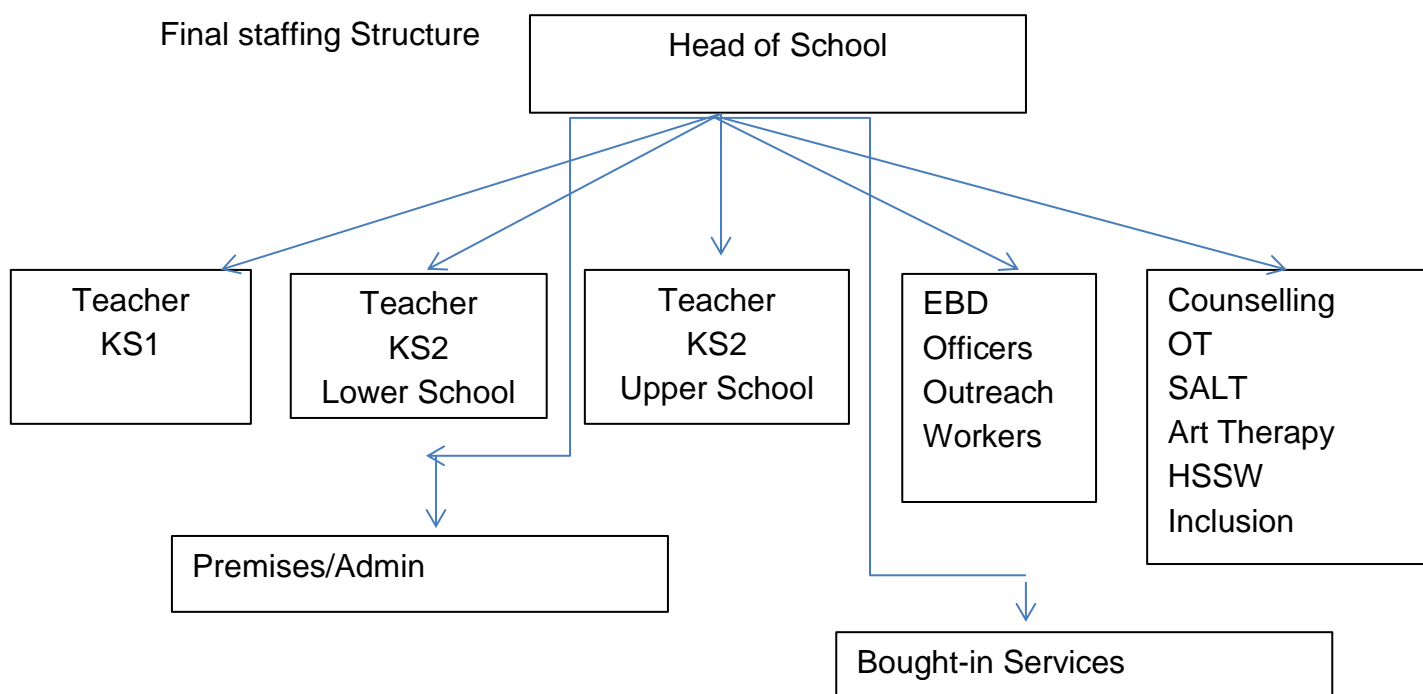 Final staffing Structure
Head of School
Teacher
KS1
Teacher
KS2
Lower School
Teacher
KS2
Upper School
EBD
Officers
Outreach
Workers
Counselling
OT
SALT
Art Therapy
HSSW
Inclusion
Premises/Admin
Bought-in Services